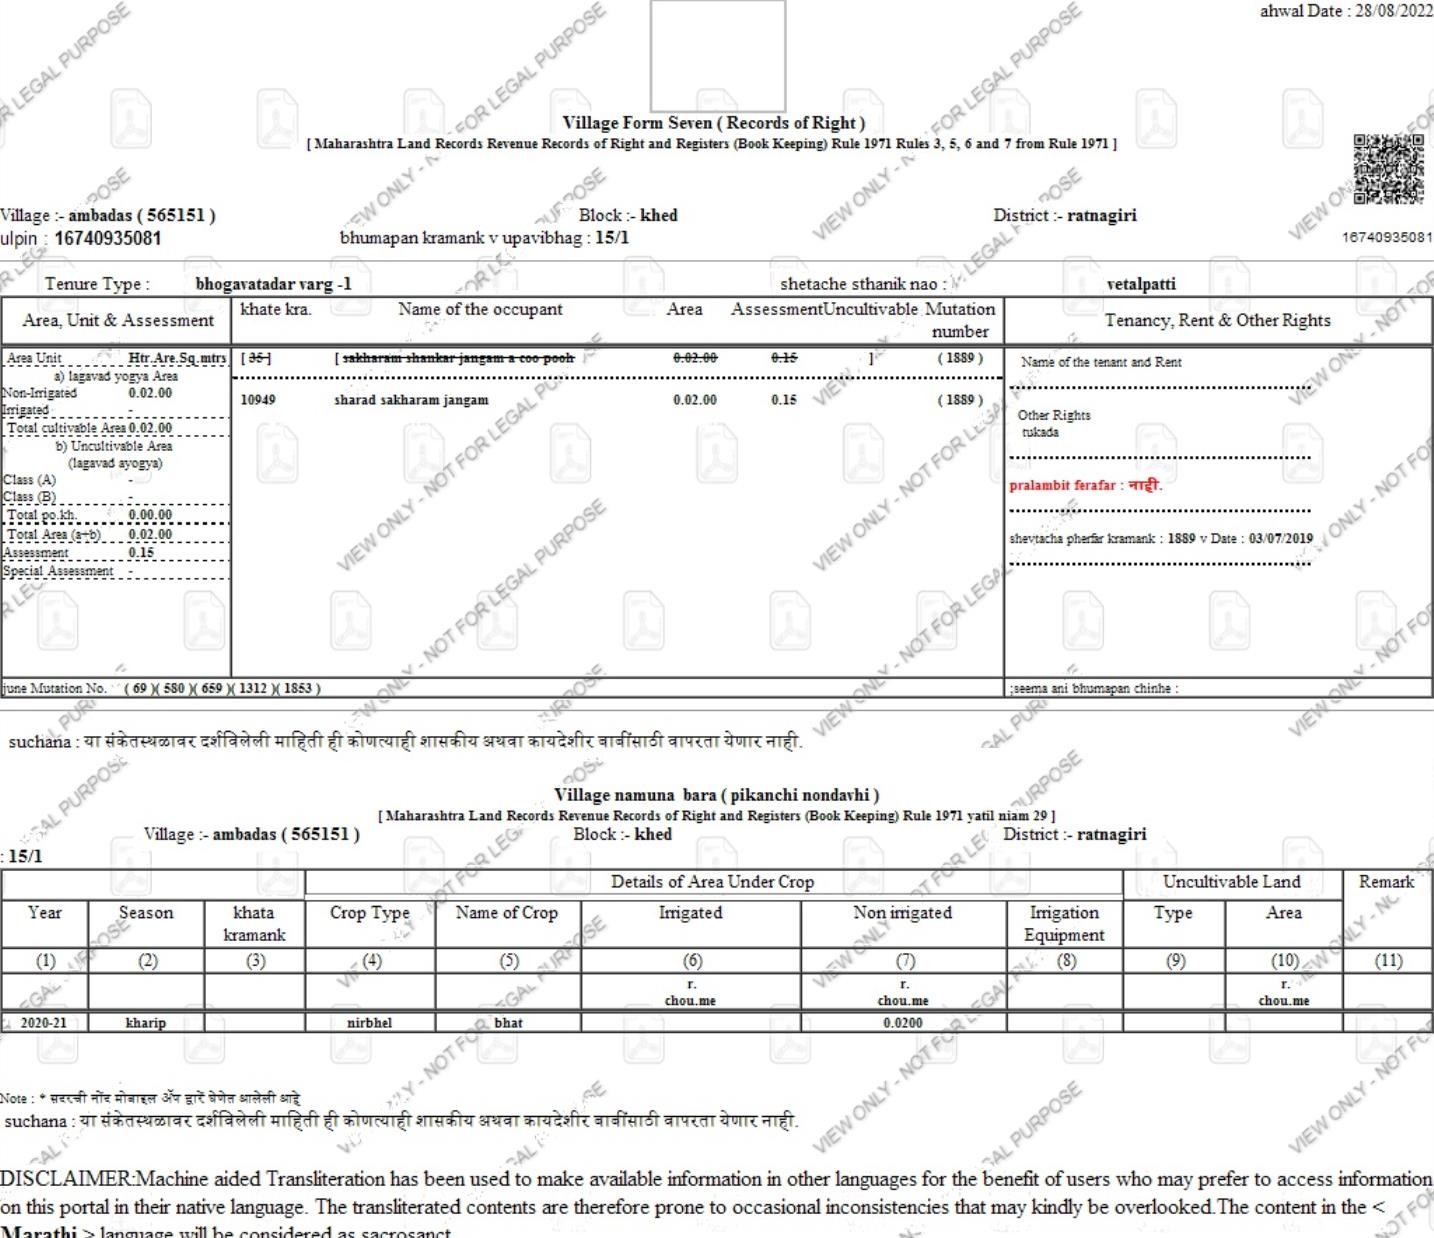 ahwal Date : 28/08/2022
Village Form Seven ( Records of Right )
[ Maharashtra Land Records Revenue Records of Right and Registers (Book Keeping) Rule 1971 Rules 3, 5, 6 and 7 from Rule 1971 ]
Village :- ambadas ( 565151 ) Block :- khed District :- ratnagiri
ulpin : 16740935081 bhumapan kramank v upavibhag : 15/1 16740935081
Tenure Type : bhogavatadar varg -1 shetache sthanik nao : vetalpatti
Area, Unit & Assessment khate kra. Name of the occupant Area Assessment Uncultivable Mutation number Tenancy, Rent & Other Rights
Area Unit Htr.Are.Sq.mtrs [ 35 ] [ sakharam shankar jangam a coo pooh 0.02.00 0.15 ] ( 1889 )
a) lagavad yogya Area
Non-Irrigated 0.02.00
Irrigated -
Total cultivable Area 0.02.00
b) Uncultivable Area
(lagavad ayogya)
Class (A) -
Class (B) -
Total po.kh. 0.00.00
Total Area (a+b) 0.02.00
Assessment 0.15
Special Assessment -
10949 sharad sakharam jangam 0.02.00 0.15 ( 1889 )
Name of the tenant and Rent
Other Rights
tukada
pralambit ferafar : नाही.
shevtacha pherfar kramank : 1889 v Date : 03/07/2019
june Mutation No. ( 69 )( 580 )( 659 )( 1312 )( 1853 ) ;seema ani bhumapan chinhe :
suchana : या संकेतस्थळावर दर्शविलेली माहिती ही कोणत्याही शासकीय अथवा कायदेशीर बाबींसाठी वापरता येणार नाही.
Village namuna bara ( pikanchi nondavhi )
[ Maharashtra Land Records Revenue Records of Right and Registers (Book Keeping) Rule 1971 yatil niam 29 ]
Village :- ambadas ( 565151 ) Block :- khed District :- ratnagiri
: 15/1
Details of Area Under Crop Uncultivable Land Remark
Year Season khata kramank Crop Type Name of Crop Irrigated Non irrigated Irrigation Equipment Type Area
(1) (2) (3) (4) (5) (6) (7) (8) (9) (10) (11)
r. r. r.
chou.me chou.me chou.me
2020-21 kharip nirbhel bhat 0.0200
Note : * सदरची नोंद मोबाइल ॲप द्वारे घेणेत आलेली आहे
suchana : या संकेतस्थळावर दर्शविलेली माहिती ही कोणत्याही शासकीय अथवा कायदेशीर बाबींसाठी वापरता येणार नाही.
DISCLAIMER:Machine aided Transliteration has been used to make available information in other languages for the benefit of users who may prefer to access information
on this portal in their native language. The transliterated contents are therefore prone to occasional inconsistencies that may kindly be overlooked.The content in the <
Marathi > language will be considered as sacrosanct
VIEW ONLY - NOT FOR LEGAL PURPOSE